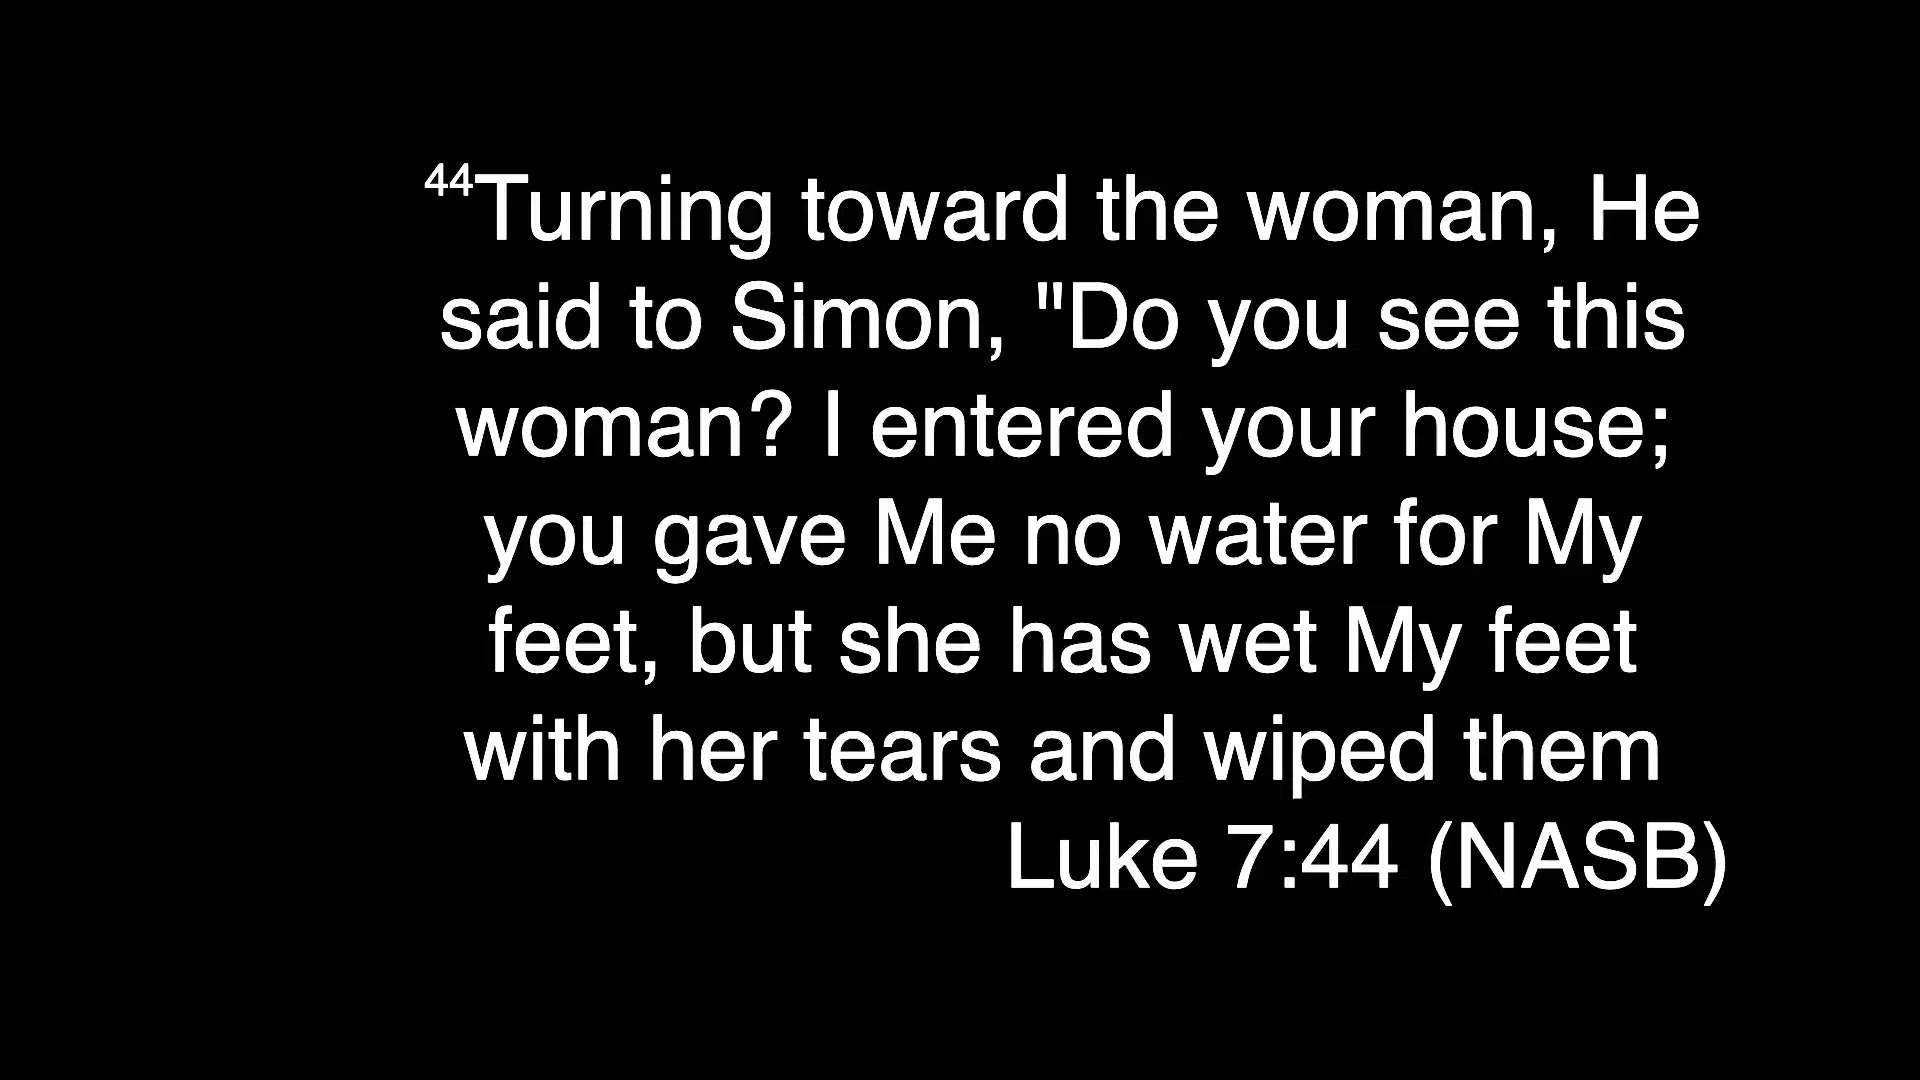 44Turning toward the woman, He
said to Simon, "Do you see this
woman? I entered your house;
you gave Me no water for My
feet, but she has wet My feet
with her tears and wiped them
Luke 7:44 (NASB)